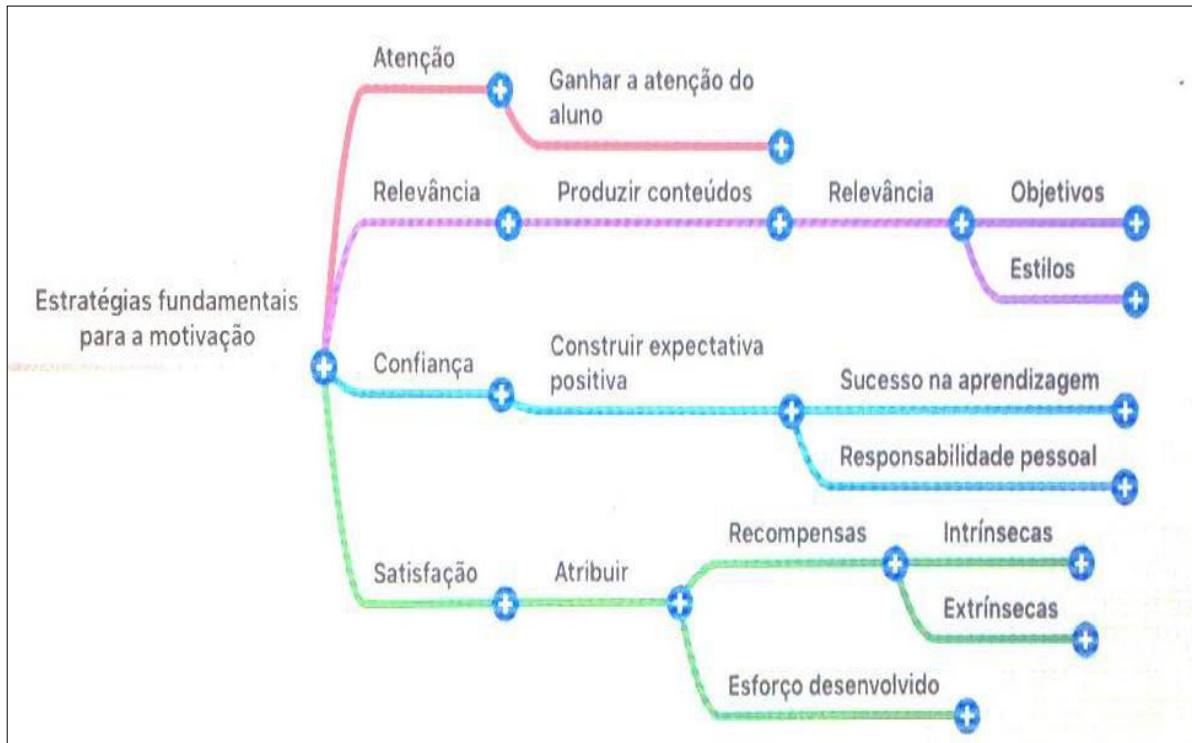 Atenção
Ganhar a atenção do
aluno
Relevância
Produzir conteúdos
Relevância
Objetivos
Estilos
Estratégias fundamentais
para a motivação
Confiança
Construir expectativa
positiva
Sucesso na aprendizagem
Responsabilidade pessoal
Satisfação
Atribuir
Recompensas
Intrínsecas
Extrínsecas
Esforço desenvolvido